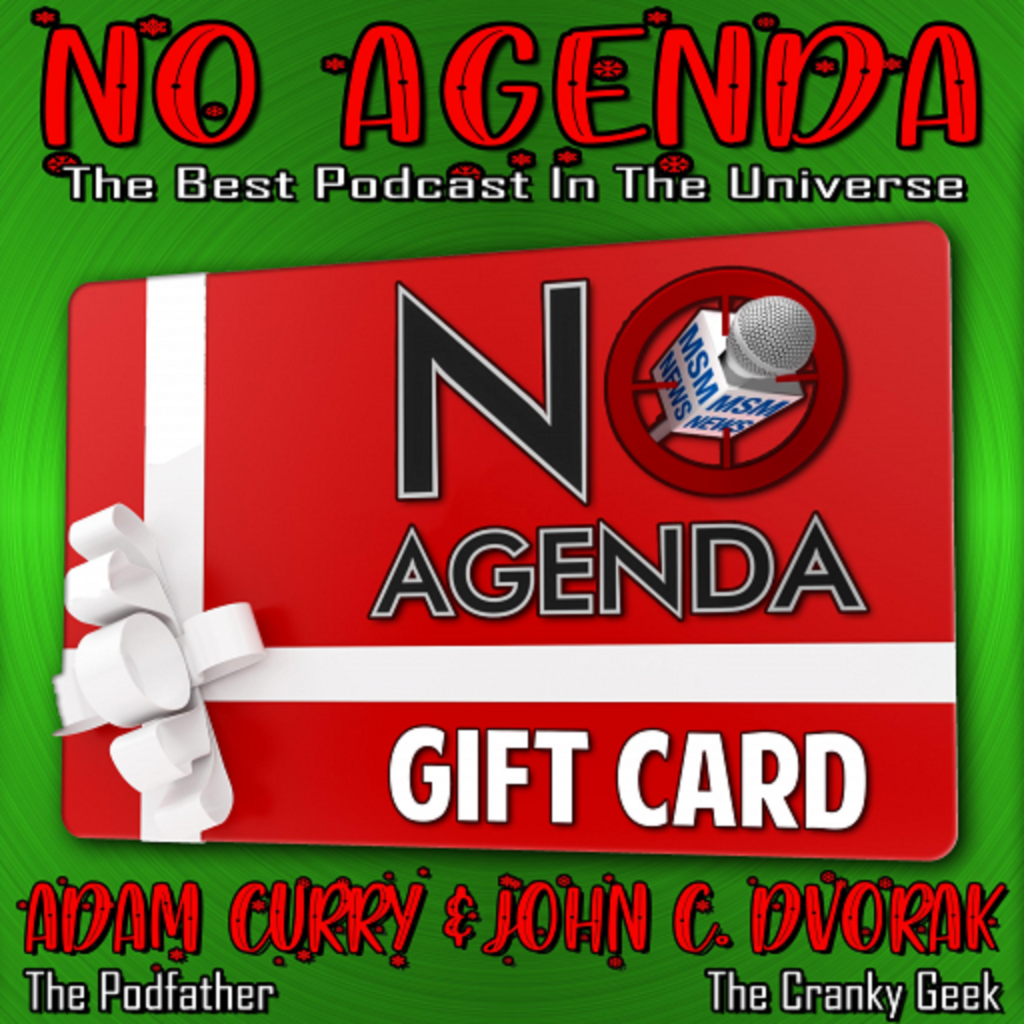 NO AGENDA
The Best Podcast In The Universe
NO
MSM NEWS MSM NEWS
AGENDA
GIFT CARD
ADAM CURRY & JOHN C. DVORAK
The Podfather The Cranky Geek